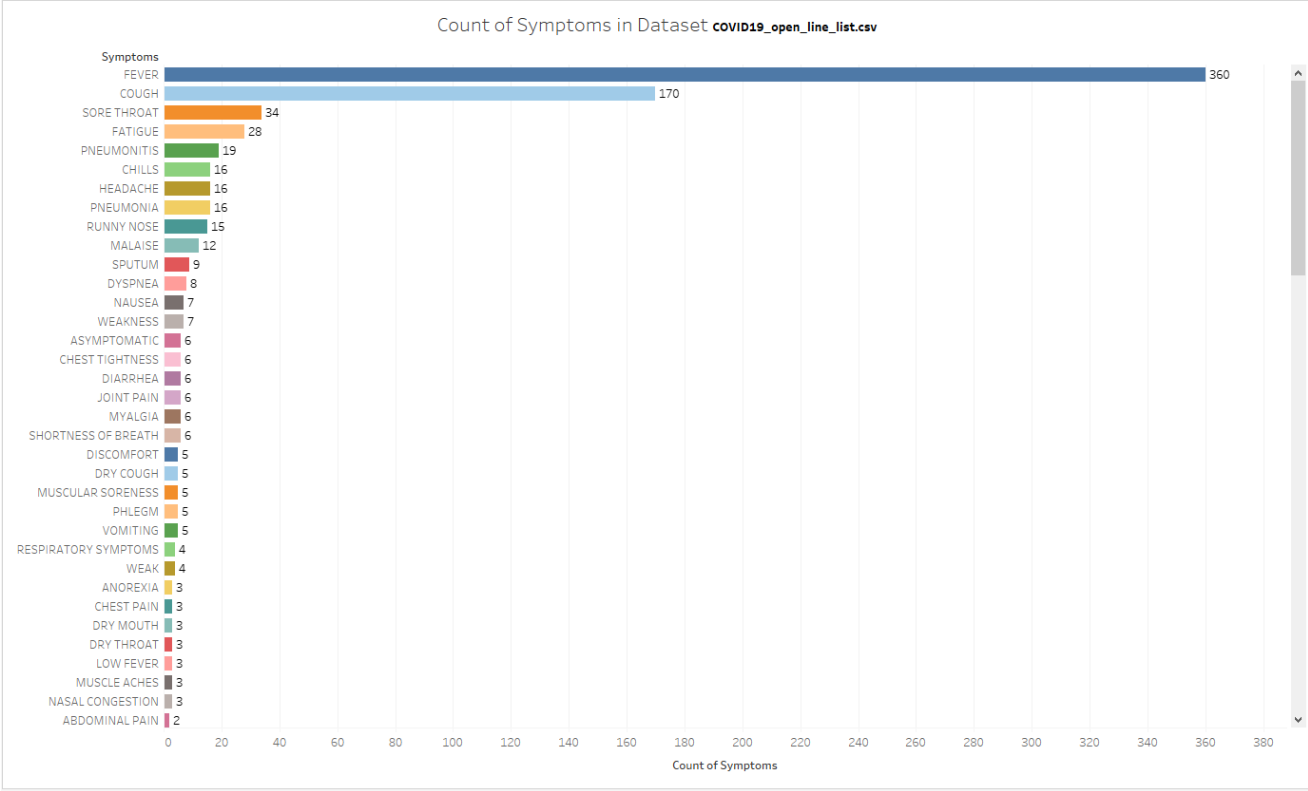 Count of Symptoms in Dataset COVID19_open_line_list.csv
Symptoms
FEVER 360
COUGH 170
SORE THROAT 34
FATIGUE 28
PNEUMONITIS 19
CHILLS 16
HEADACHE 16
PNEUMONIA 16
RUNNY NOSE 15
MALAISE 12
SPUTUM 9
DYSPNEA 8
NAUSEA 7
WEAKNESS 7
ASYMPTOMATIC 6
CHEST TIGHTNESS 6
DIARRHEA 6
JOINT PAIN 6
MYALGIA 6
SHORTNESS OF BREATH 6
DISCOMFORT 5
DRY COUGH 5
MUSCULAR SORENESS 5
PHLEGM 5
VOMITING 5
RESPIRATORY SYMPTOMS 4
WEAK 4
ANOREXIA 3
CHEST PAIN 3
DRY MOUTH 3
DRY THROAT 3
LOW FEVER 3
MUSCLE ACHES 3
NASAL CONGESTION 3
ABDOMINAL PAIN 2
0 20 40 60 80 100 120 140 160 180 200 220 240 260 280 300 320 340 360 380
Count of Symptoms